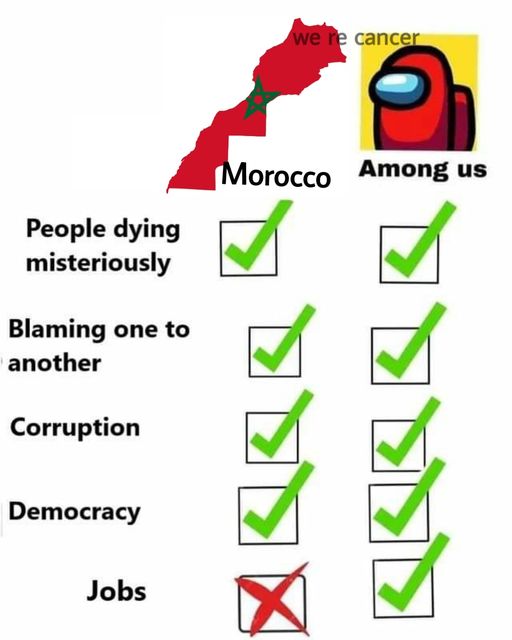 we re cancer
Morocco
Among us
People dying
misteriously
Blaming one to
another
Corruption
Democracy
Jobs